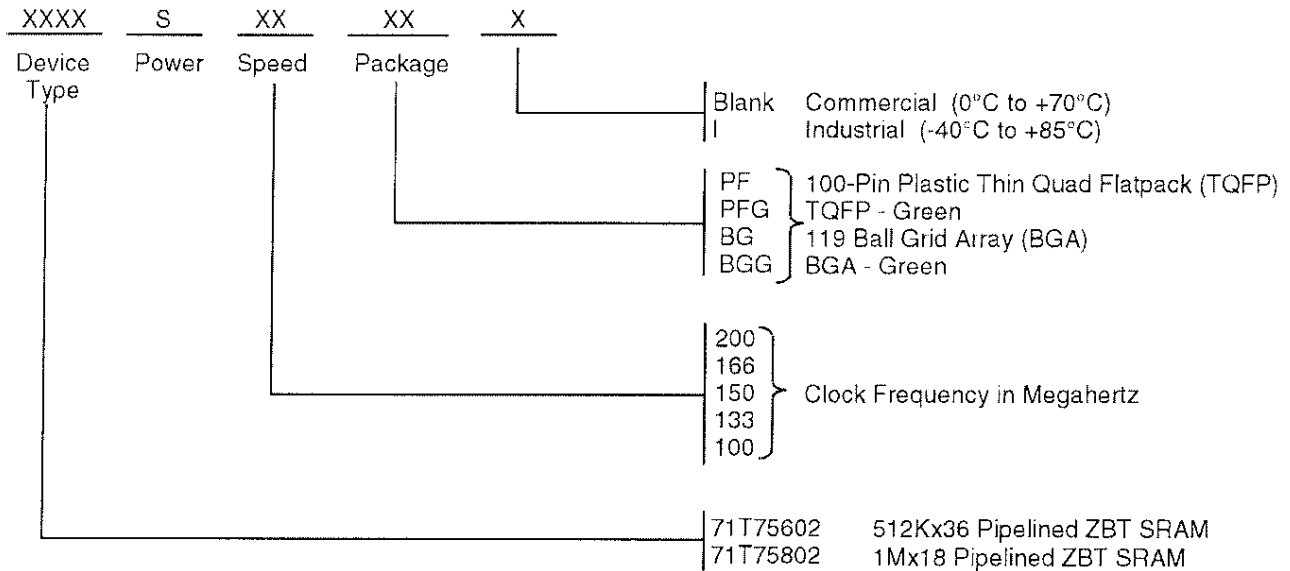 XXXX S XX XX X
Device Type Power Speed Package
Blank Commercial (0°C to +70°C)
I Industrial (-40°C to +85°C)
PF 100-Pin Plastic Thin Quad Flatpack (TQFP)
PFG TQFP - Green
BG 119 Ball Grid Array (BGA)
BGG BGA - Green
200
166
150 Clock Frequency in Megahertz
133
100
71T75602 512Kx36 Pipelined ZBT SRAM
71T75802 1Mx18 Pipelined ZBT SRAM